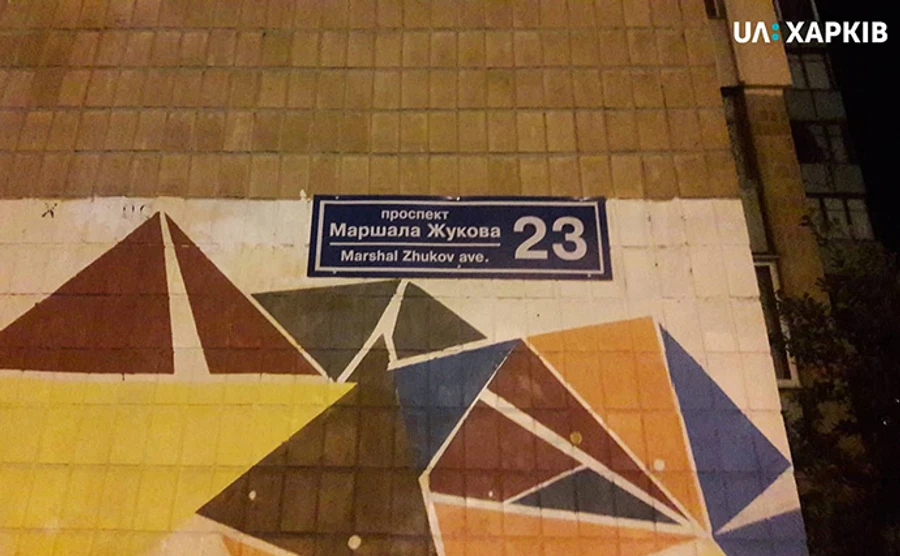 UA: ХАРКІВ
проспект
Маршала Жукова
Marshal Zhukov ave.
23